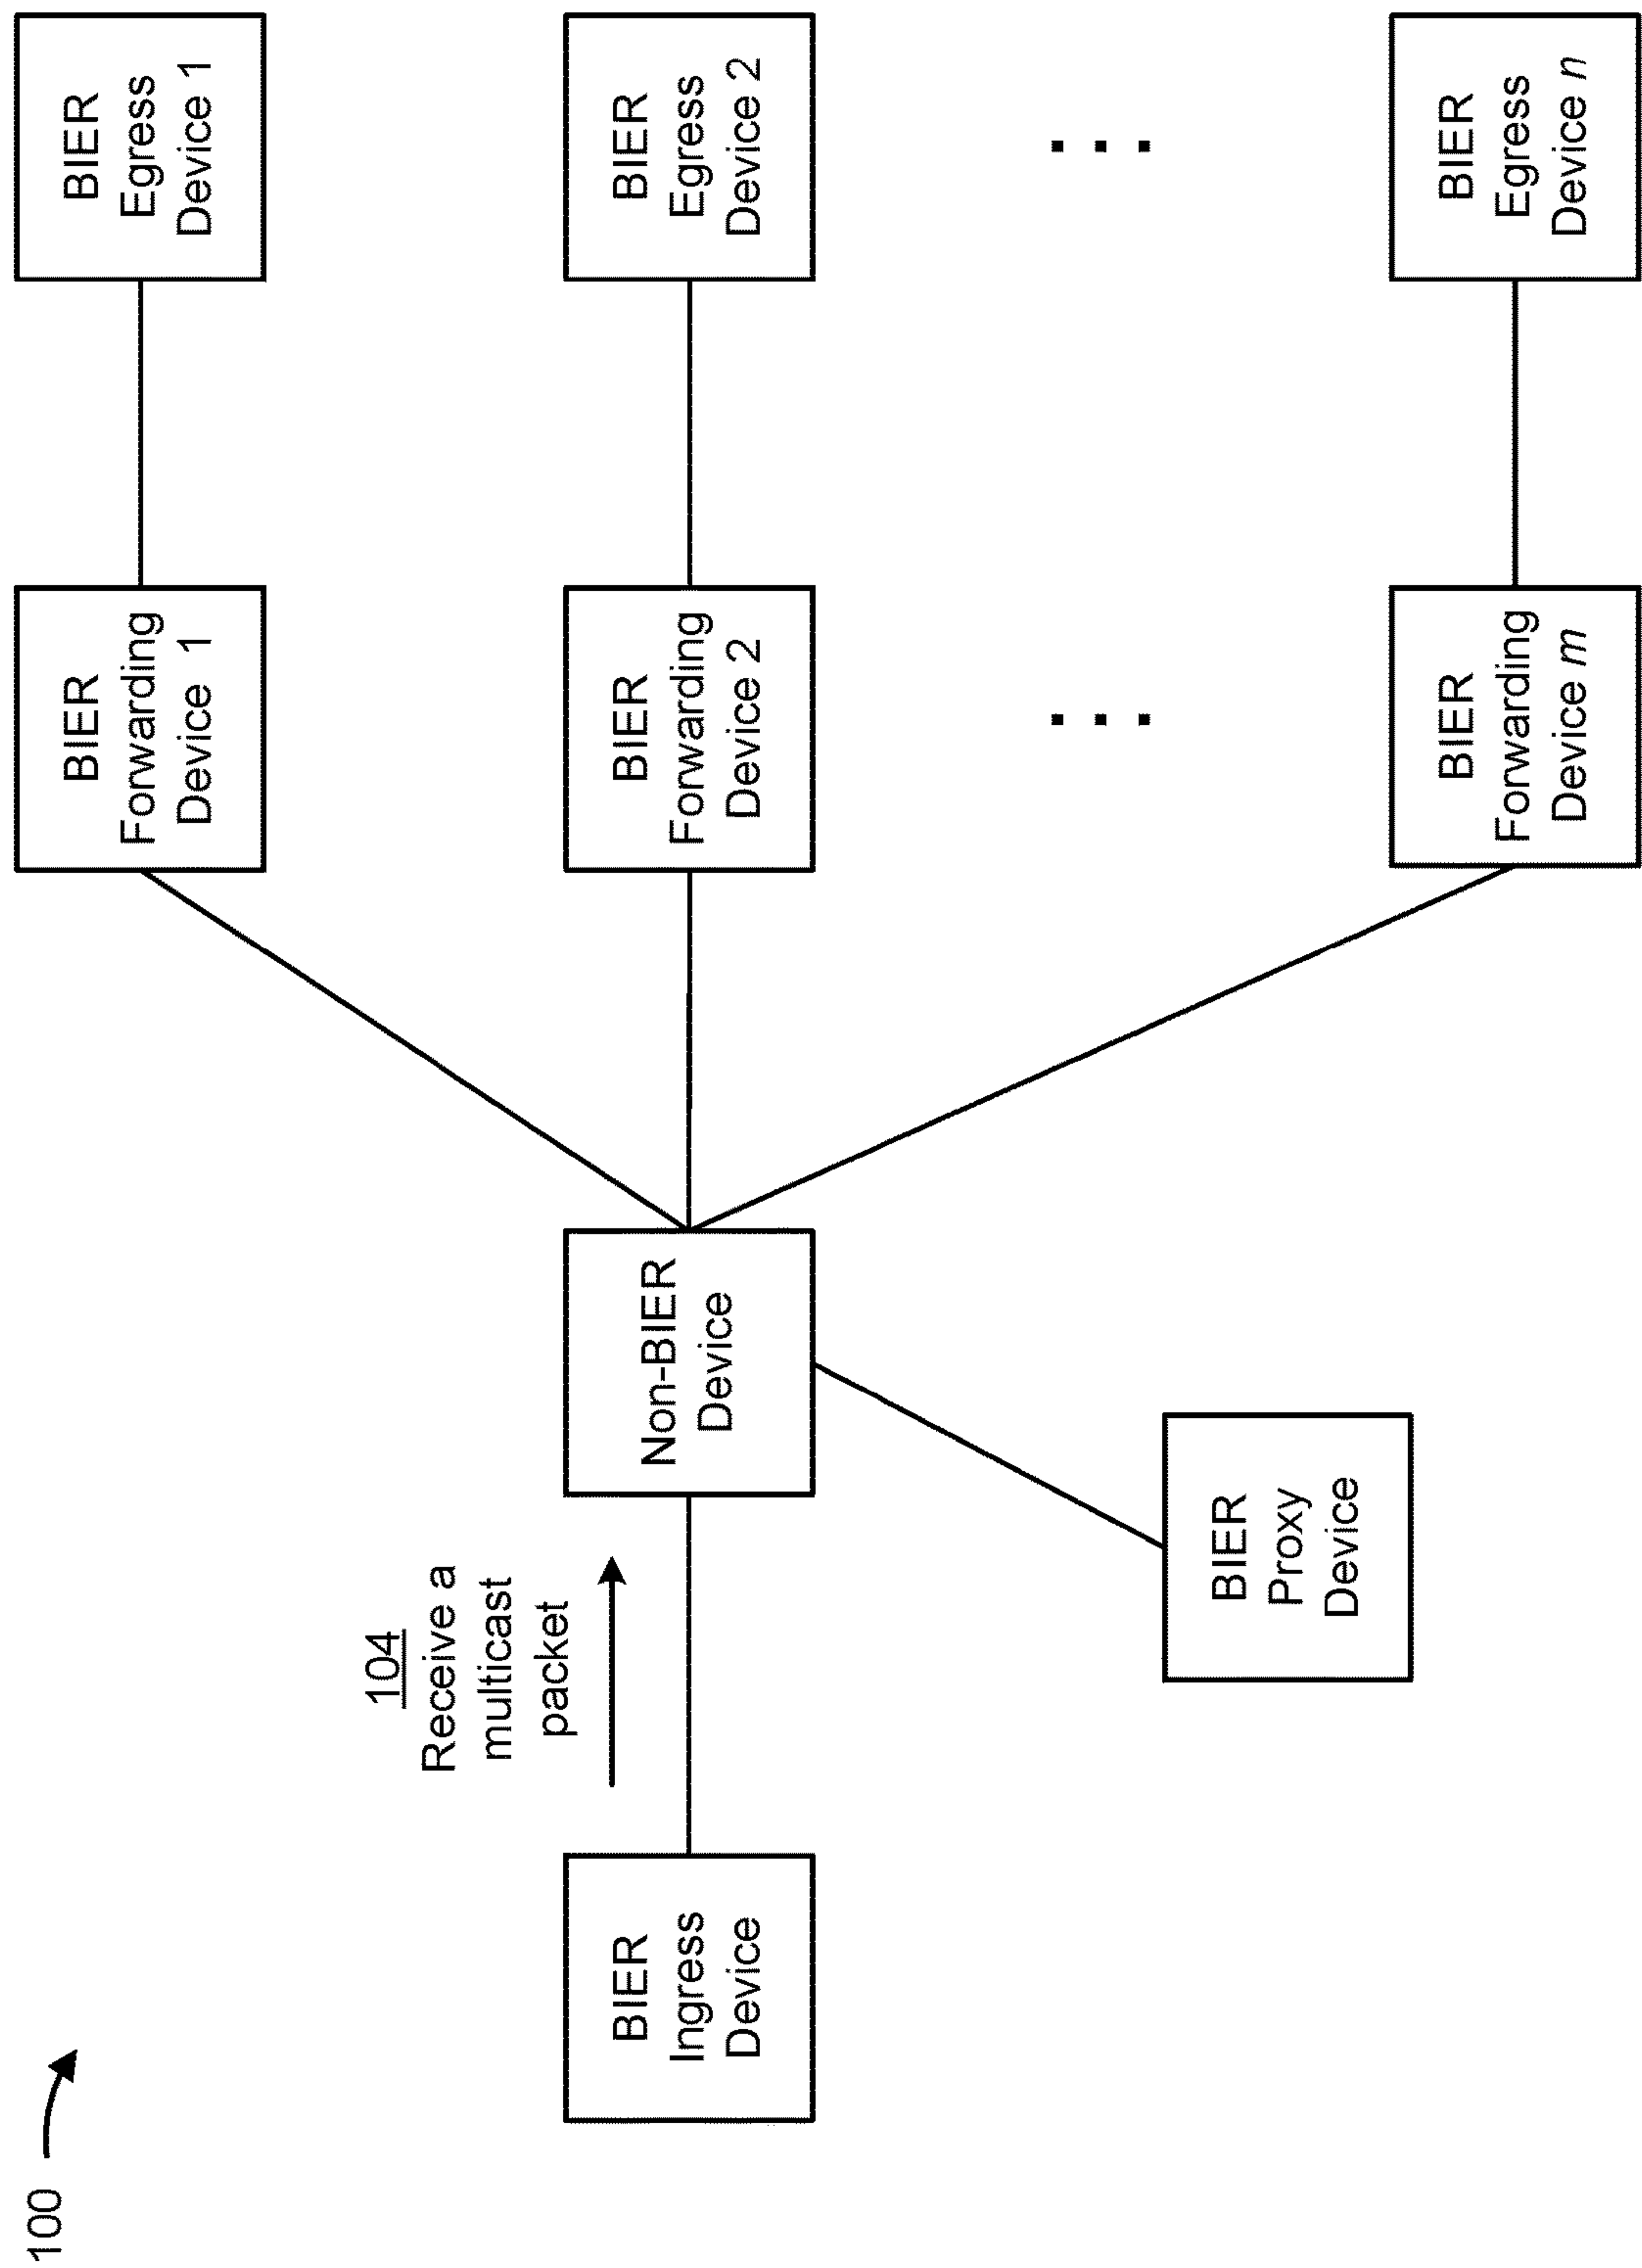 100
104
Receive a
multicast
packet
BIER
Ingress
Device
Non-BIER
Device
BIER
Proxy
Device
BIER
Forwarding
Device 1
BIER
Egress
Device 1
BIER
Forwarding
Device 2
BIER
Egress
Device 2
. . .
. . .
BIER
Forwarding
Device m
BIER
Egress
Device n